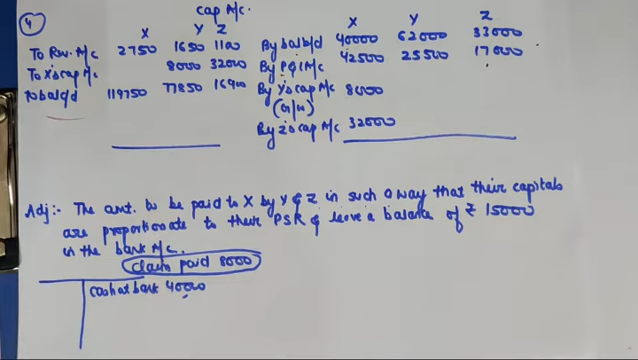 4
Cap A/c.
X Y Z X Y Z
To Rev. A/c 2750 1650 1100 By bal b/d 40000 62000 33000
To X's cap A/c 8000 32000 By P&L A/c 42500 25500 17000
To bal c/d 119750 77850 16900 By Y's cap A/c 8000
(G/W)
By Z's cap A/c 32000
Adj:- The amt. to be paid to X by Y & Z in such a way that their capitals
are proportionate to their PSR & leave a balance of ₹ 15000
in the bank A/c.
Claim paid 8000
Cash at bank 40000